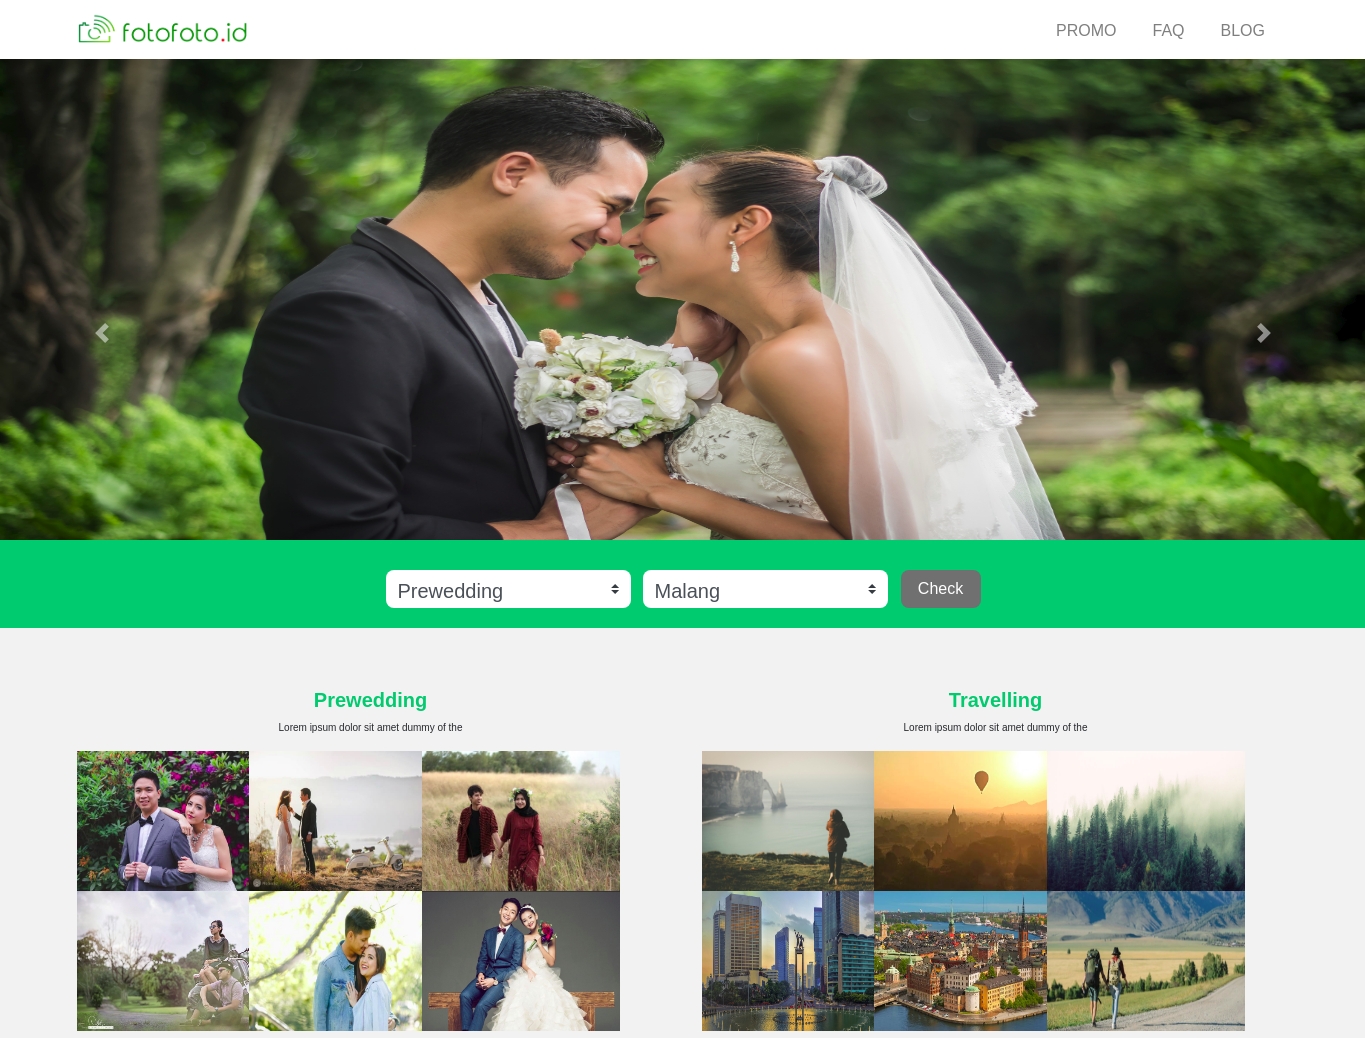 fotofoto.id
PROMO FAQ BLOG
Prewedding Malang Check
Prewedding
Lorem ipsum dolor sit amet dummy of the
Travelling
Lorem ipsum dolor sit amet dummy of the